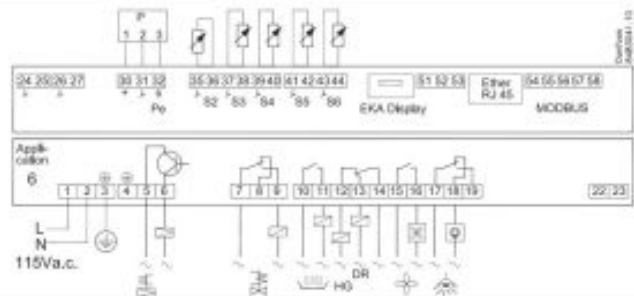 P
1 2 3
24 25 26 27 30 31 32 35 36 37 38 39 40 41 42 43 44 51 52 53 54 55 56 57 58
Ether
RJ 45
Pe S2 S3 S4 S5 S6 EKA Display MODBUS
Danfoss
Appli-
cation
6
1 2 3 4 5 6 7 8 9 10 11 12 13 14 15 16 17 18 19 22 23
L
N
115Va.c.
DR
HG